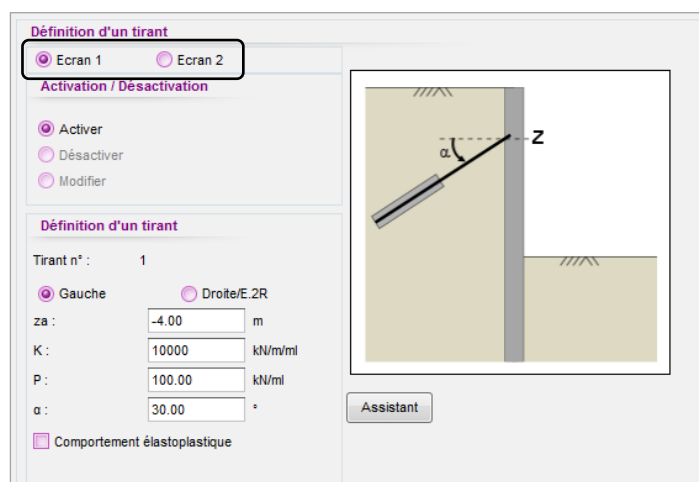 Définition d'un tirant
Ecran 1 Ecran 2
Activation / Désactivation
Activer
Désactiver
Modifier
Définition d'un tirant
Tirant n° : 1
Gauche Droite/E.2R
za : -4.00 m
K : 10000 kN/m/ml
P : 100.00 kN/ml
α : 30.00 °
Comportement élastoplastique
α
Z
Assistant